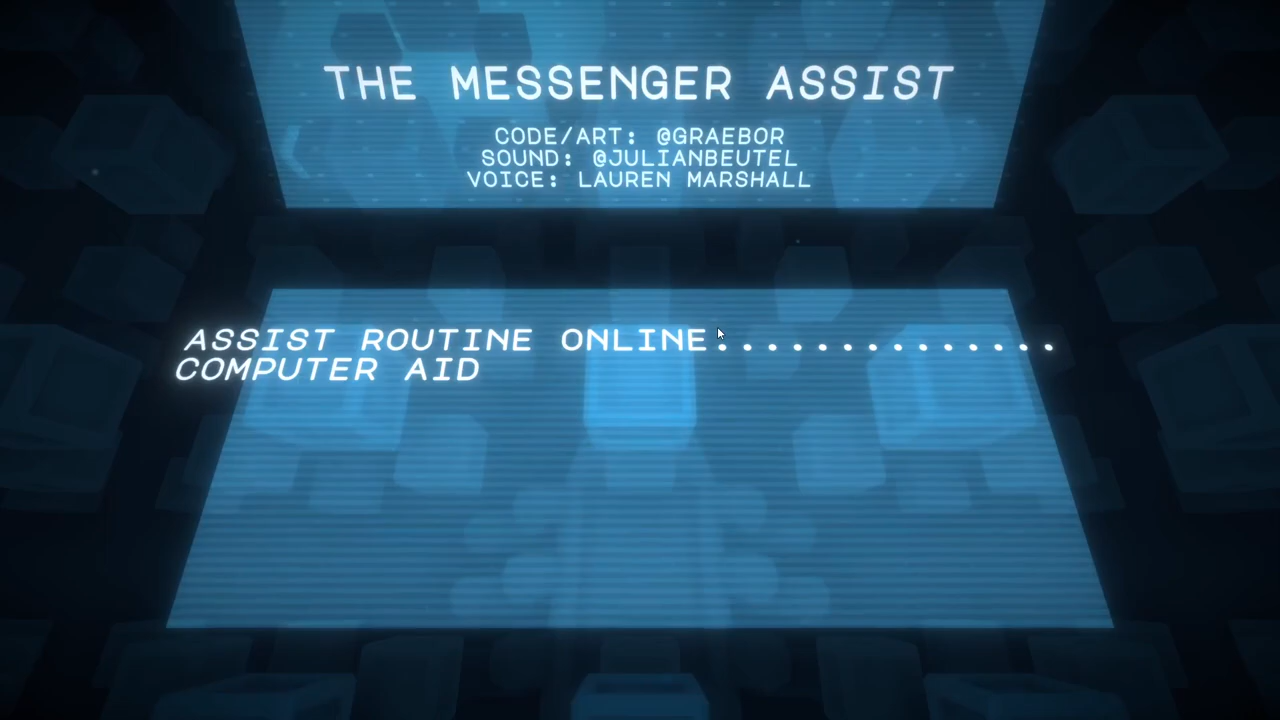 THE MESSENGER ASSIST
CODE/ART: @GRAEBOR
SOUND: @JULIANBEUTEL
VOICE: LAUREN MARSHALL
ASSIST ROUTINE ONLINE..............
COMPUTER AID